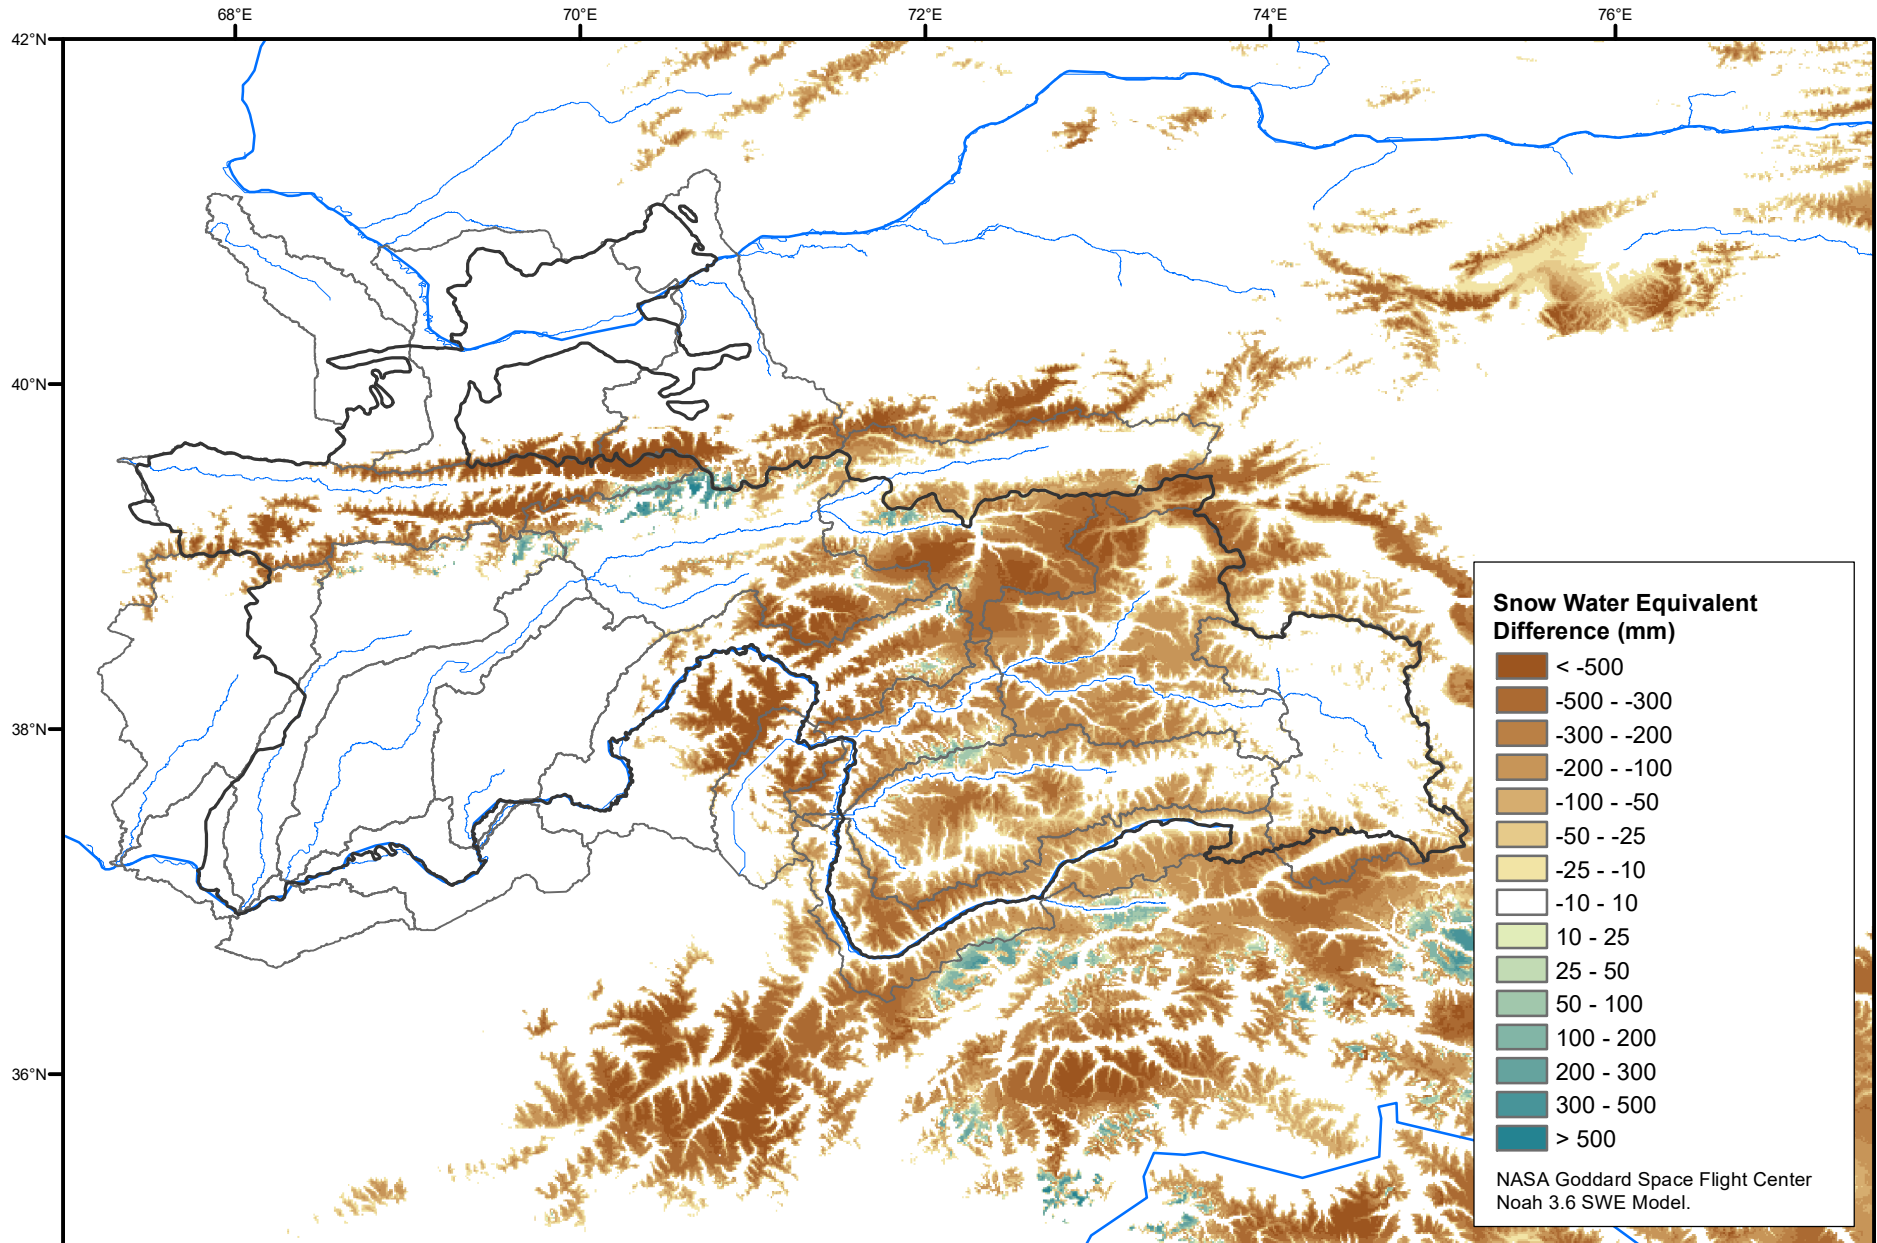 68°E
70°E
72°E
74°E
76°E
42°N
40°N
38°N
36°N
Snow Water Equivalent
Difference (mm)
< -500
-500 - -300
-300 - -200
-200 - -100
-100 - -50
-50 - -25
-25 - -10
-10 - 10
10 - 25
25 - 50
50 - 100
100 - 200
200 - 300
300 - 500
> 500
NASA Goddard Space Flight Center
Noah 3.6 SWE Model.